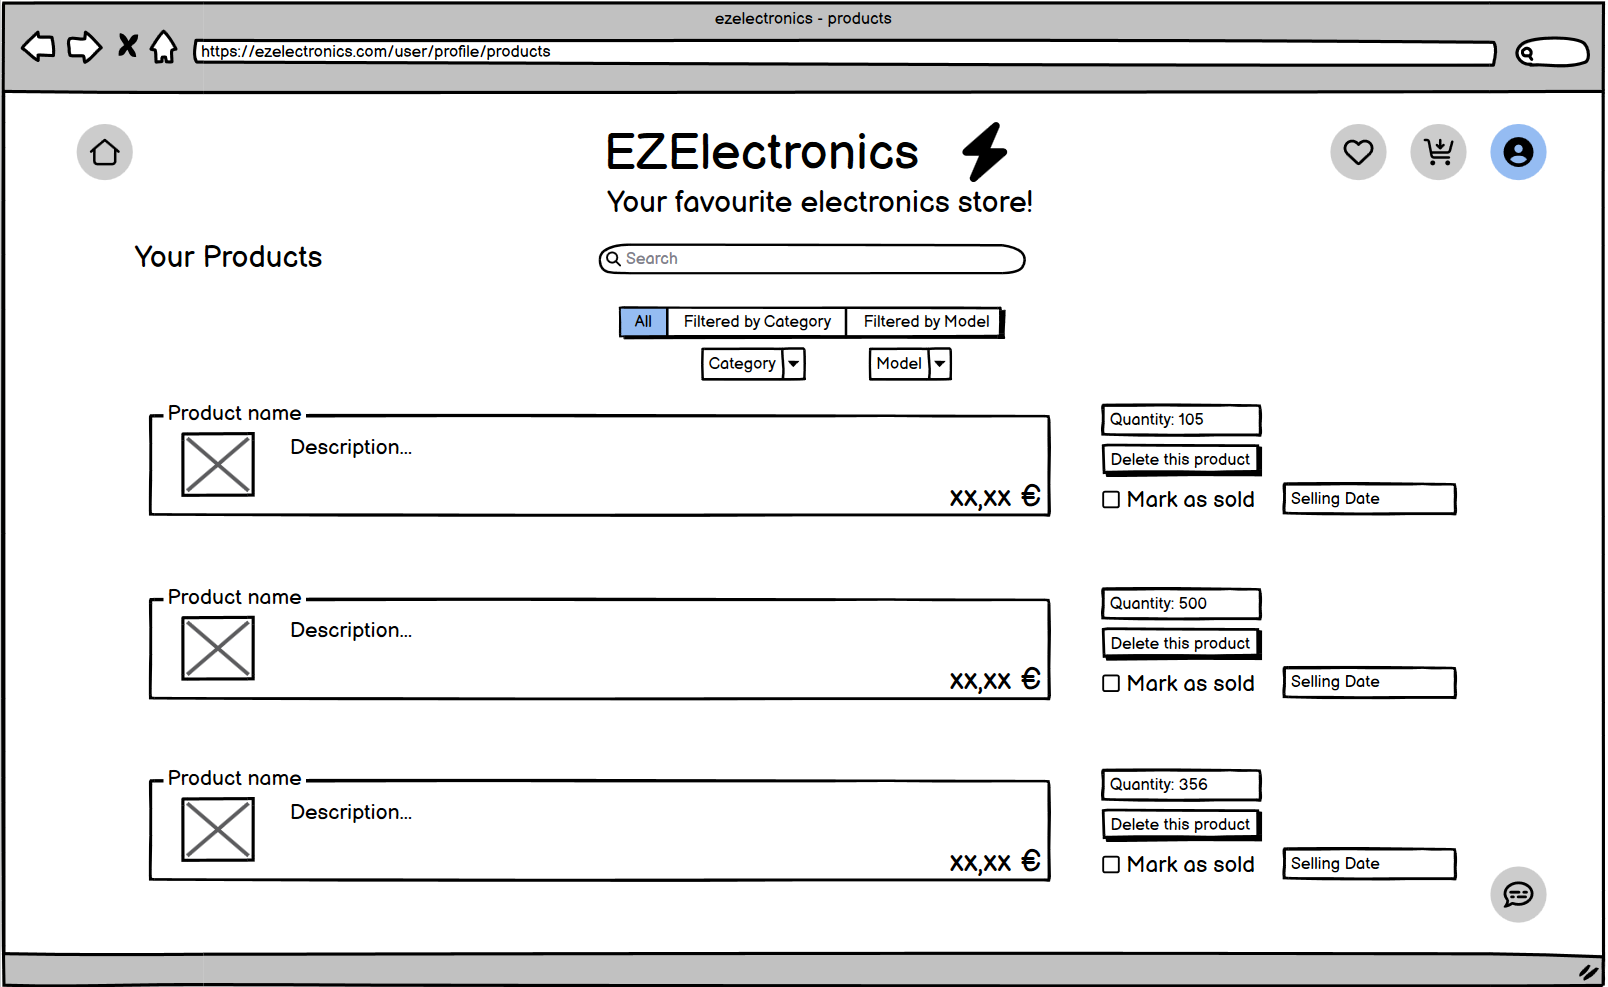 ezelectronics - products
https://ezelectronics.com/user/profile/products
EZElectronics
Your favourite electronics store!
Your Products
Search
All Filtered by Category Filtered by Model
Category Model
Product name
Description...
xx,xx €
Quantity: 105
Delete this product
Mark as sold
Selling Date
Product name
Description...
xx,xx €
Quantity: 500
Delete this product
Mark as sold
Selling Date
Product name
Description...
xx,xx €
Quantity: 356
Delete this product
Mark as sold
Selling Date